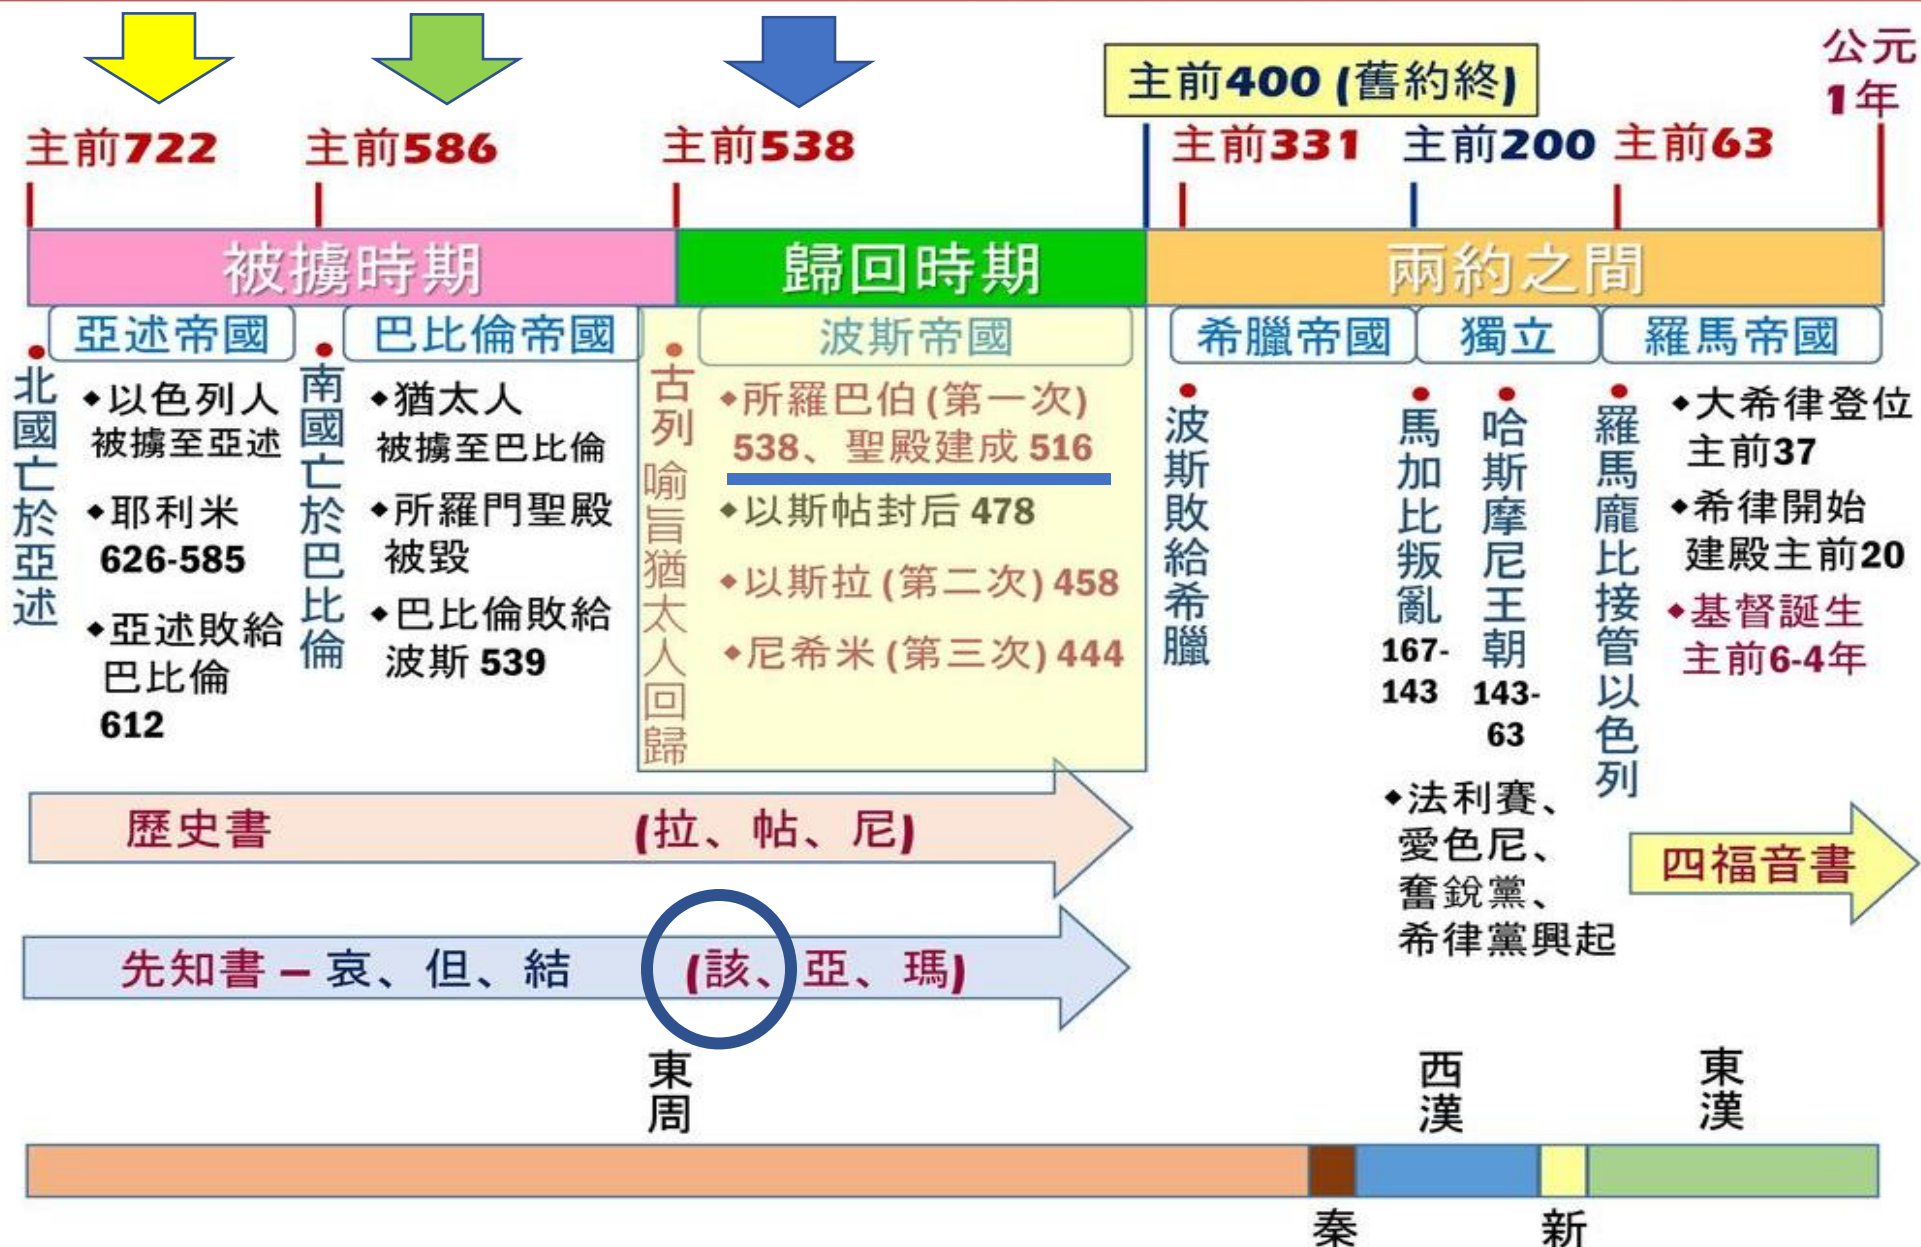 公元
1年
主前400 (舊約終)
主前722
主前586
主前538
主前331
主前200
主前63
被擄時期
歸回時期
兩約之間
亞述帝國
巴比倫帝國
波斯帝國
希臘帝國
獨立
羅馬帝國
北國亡於亞述
◆以色列人
被擄至亞述
◆耶利米
626-585
◆亞述敗給
巴比倫
612
南國亡於巴比倫
◆猶太人
被擄至巴比倫
◆所羅門聖殿
被毀
◆巴比倫敗給
波斯 539
古列喻旨猶太人回歸
◆所羅巴伯 (第一次)
538、聖殿建成 516
◆以斯帖封后 478
◆以斯拉 (第二次) 458
◆尼希米 (第三次) 444
波斯敗給希臘
馬加比叛亂
167-
143
哈斯摩尼王朝
143-
63
◆法利賽、
愛色尼、
奮銳黨、
希律黨興起
羅馬龐比接管以色列
◆大希律登位
主前37
◆希律開始
建殿主前20
◆基督誕生
主前6-4年
歷史書 (拉、帖、尼)
四福音書
先知書 – 哀、但、結 (該、亞、瑪)
東周
西漢
東漢
秦
新